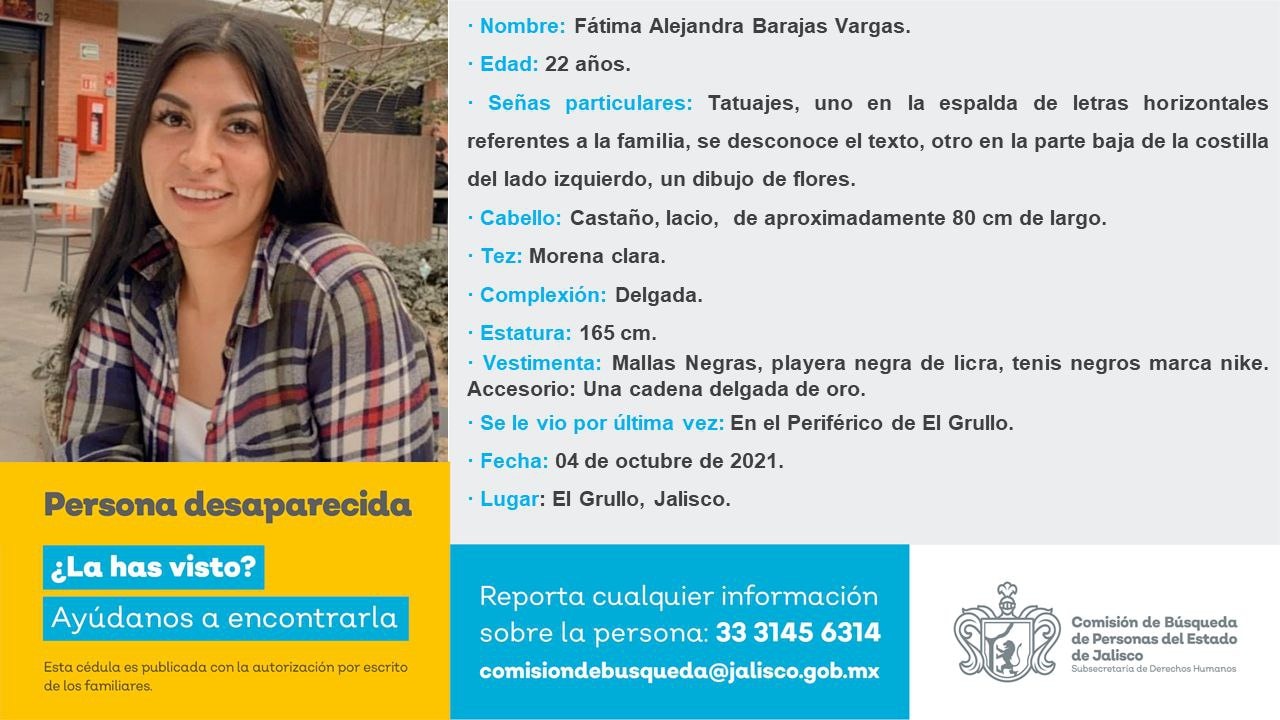 C2
· Nombre: Fátima Alejandra Barajas Vargas.
· Edad: 22 años.
· Señas particulares: Tatuajes, uno en la espalda de letras horizontales
referentes a la familia, se desconoce el texto, otro en la parte baja de la costilla
del lado izquierdo, un dibujo de flores.
· Cabello: Castaño, lacio, de aproximadamente 80 cm de largo.
· Tez: Morena clara.
· Complexión: Delgada.
· Estatura: 165 cm.
· Vestimenta: Mallas Negras, playera negra de licra, tenis negros marca nike.
Accesorio: Una cadena delgada de oro.
· Se le vio por última vez: En el Periférico de El Grullo.
· Fecha: 04 de octubre de 2021.
· Lugar: El Grullo, Jalisco.
Persona desaparecida
¿La has visto?
Ayúdanos a encontrarla
Esta cédula es publicada con la autorización por escrito
de los familiares.
Reporta cualquier información
sobre la persona: 33 3145 6314
comisiondebusqueda@jalisco.gob.mx
Comisión de Búsqueda
de Personas del Estado
de Jalisco
Subsecretaría de Derechos Humanos